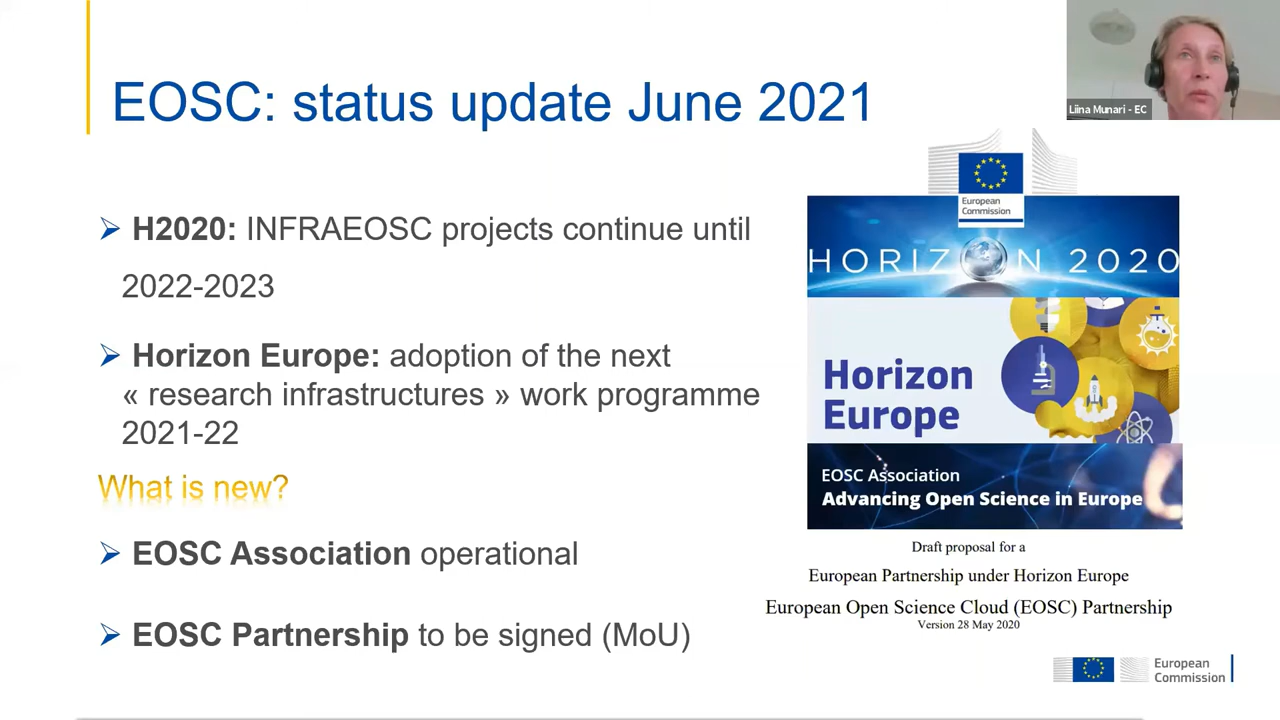 EOSC: status update June 2021
Liina Munari - EC
H2020: INFRAEOSC projects continue until
2022-2023
Horizon Europe: adoption of the next
« research infrastructures » work programme
2021-22
What is new?
EOSC Association operational
EOSC Partnership to be signed (MoU)
European
Commission
HORIZON 2020
Horizon
Europe
EOSC Association
Advancing Open Science in Europe
Draft proposal for a
European Partnership under Horizon Europe
European Open Science Cloud (EOSC) Partnership
Version 28 May 2020
European
Commission